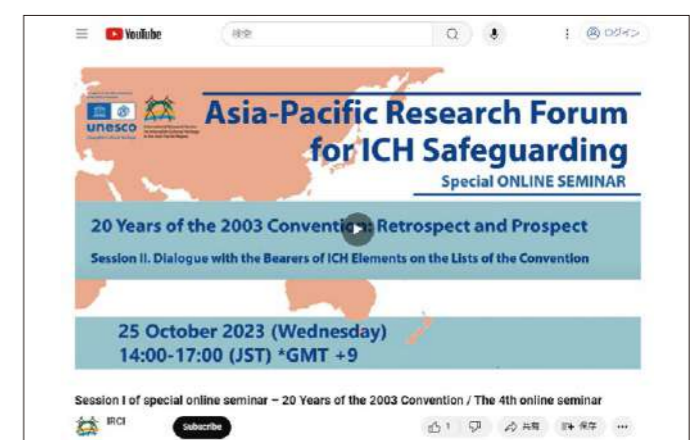 YouTube
検索
ログイン
unesco
Asia-Pacific Research Forum
for ICH Safeguarding
Special ONLINE SEMINAR
20 Years of the 2003 Convention: Retrospect and Prospect
Session II. Dialogue with the Bearers of ICH Elements on the Lists of the Convention
25 October 2023 (Wednesday)
14:00-17:00 (JST) *GMT +9
Session I of special online seminar – 20 Years of the 2003 Convention / The 4th online seminar
IRCI
Subscribe
1
共有
保存